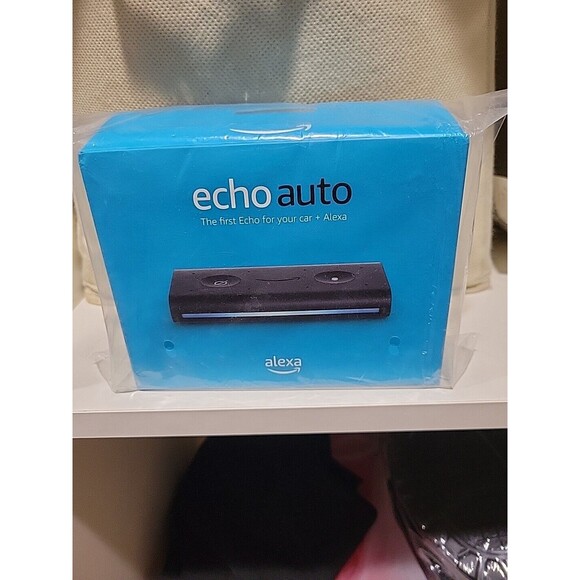 echo auto
The first Echo for your car + Alexa
alexa